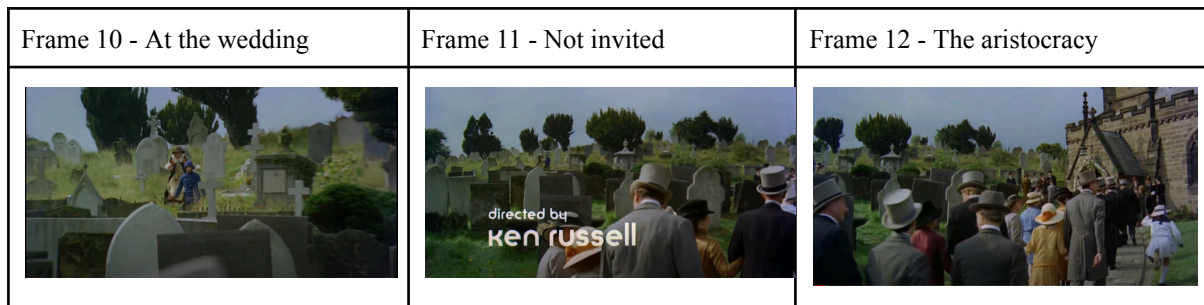 Frame 10 - At the wedding
Frame 11 - Not invited
Frame 12 - The aristocracy
directed by
ken russell